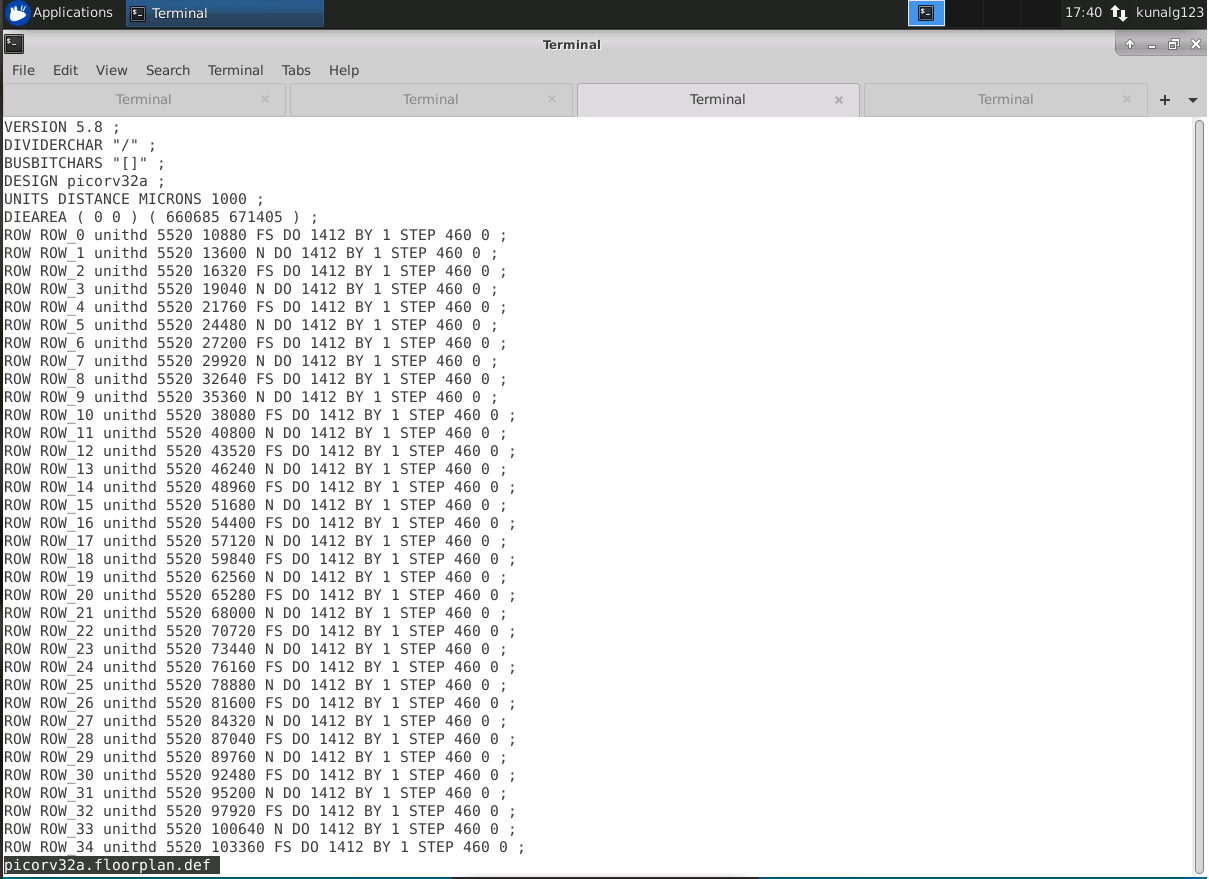 Applications Terminal 17:40 kunalg123
Terminal
File Edit View Search Terminal Tabs Help
Terminal Terminal Terminal Terminal
VERSION 5.8 ;
DIVIDERCHAR "/" ;
BUSBITCHARS "[]" ;
DESIGN picorv32a ;
UNITS DISTANCE MICRONS 1000 ;
DIEAREA ( 0 0 ) ( 660685 671405 ) ;
ROW ROW_0 unithd 5520 10880 FS DO 1412 BY 1 STEP 460 0 ;
ROW ROW_1 unithd 5520 13600 N DO 1412 BY 1 STEP 460 0 ;
ROW ROW_2 unithd 5520 16320 FS DO 1412 BY 1 STEP 460 0 ;
ROW ROW_3 unithd 5520 19040 N DO 1412 BY 1 STEP 460 0 ;
ROW ROW_4 unithd 5520 21760 FS DO 1412 BY 1 STEP 460 0 ;
ROW ROW_5 unithd 5520 24480 N DO 1412 BY 1 STEP 460 0 ;
ROW ROW_6 unithd 5520 27200 FS DO 1412 BY 1 STEP 460 0 ;
ROW ROW_7 unithd 5520 29920 N DO 1412 BY 1 STEP 460 0 ;
ROW ROW_8 unithd 5520 32640 FS DO 1412 BY 1 STEP 460 0 ;
ROW ROW_9 unithd 5520 35360 N DO 1412 BY 1 STEP 460 0 ;
ROW ROW_10 unithd 5520 38080 FS DO 1412 BY 1 STEP 460 0 ;
ROW ROW_11 unithd 5520 40800 N DO 1412 BY 1 STEP 460 0 ;
ROW ROW_12 unithd 5520 43520 FS DO 1412 BY 1 STEP 460 0 ;
ROW ROW_13 unithd 5520 46240 N DO 1412 BY 1 STEP 460 0 ;
ROW ROW_14 unithd 5520 48960 FS DO 1412 BY 1 STEP 460 0 ;
ROW ROW_15 unithd 5520 51680 N DO 1412 BY 1 STEP 460 0 ;
ROW ROW_16 unithd 5520 54400 FS DO 1412 BY 1 STEP 460 0 ;
ROW ROW_17 unithd 5520 57120 N DO 1412 BY 1 STEP 460 0 ;
ROW ROW_18 unithd 5520 59840 FS DO 1412 BY 1 STEP 460 0 ;
ROW ROW_19 unithd 5520 62560 N DO 1412 BY 1 STEP 460 0 ;
ROW ROW_20 unithd 5520 65280 FS DO 1412 BY 1 STEP 460 0 ;
ROW ROW_21 unithd 5520 68000 N DO 1412 BY 1 STEP 460 0 ;
ROW ROW_22 unithd 5520 70720 FS DO 1412 BY 1 STEP 460 0 ;
ROW ROW_23 unithd 5520 73440 N DO 1412 BY 1 STEP 460 0 ;
ROW ROW_24 unithd 5520 76160 FS DO 1412 BY 1 STEP 460 0 ;
ROW ROW_25 unithd 5520 78880 N DO 1412 BY 1 STEP 460 0 ;
ROW ROW_26 unithd 5520 81600 FS DO 1412 BY 1 STEP 460 0 ;
ROW ROW_27 unithd 5520 84320 N DO 1412 BY 1 STEP 460 0 ;
ROW ROW_28 unithd 5520 87040 FS DO 1412 BY 1 STEP 460 0 ;
ROW ROW_29 unithd 5520 89760 N DO 1412 BY 1 STEP 460 0 ;
ROW ROW_30 unithd 5520 92480 FS DO 1412 BY 1 STEP 460 0 ;
ROW ROW_31 unithd 5520 95200 N DO 1412 BY 1 STEP 460 0 ;
ROW ROW_32 unithd 5520 97920 FS DO 1412 BY 1 STEP 460 0 ;
ROW ROW_33 unithd 5520 100640 N DO 1412 BY 1 STEP 460 0 ;
ROW ROW_34 unithd 5520 103360 FS DO 1412 BY 1 STEP 460 0 ;
picorv32a.floorplan.def